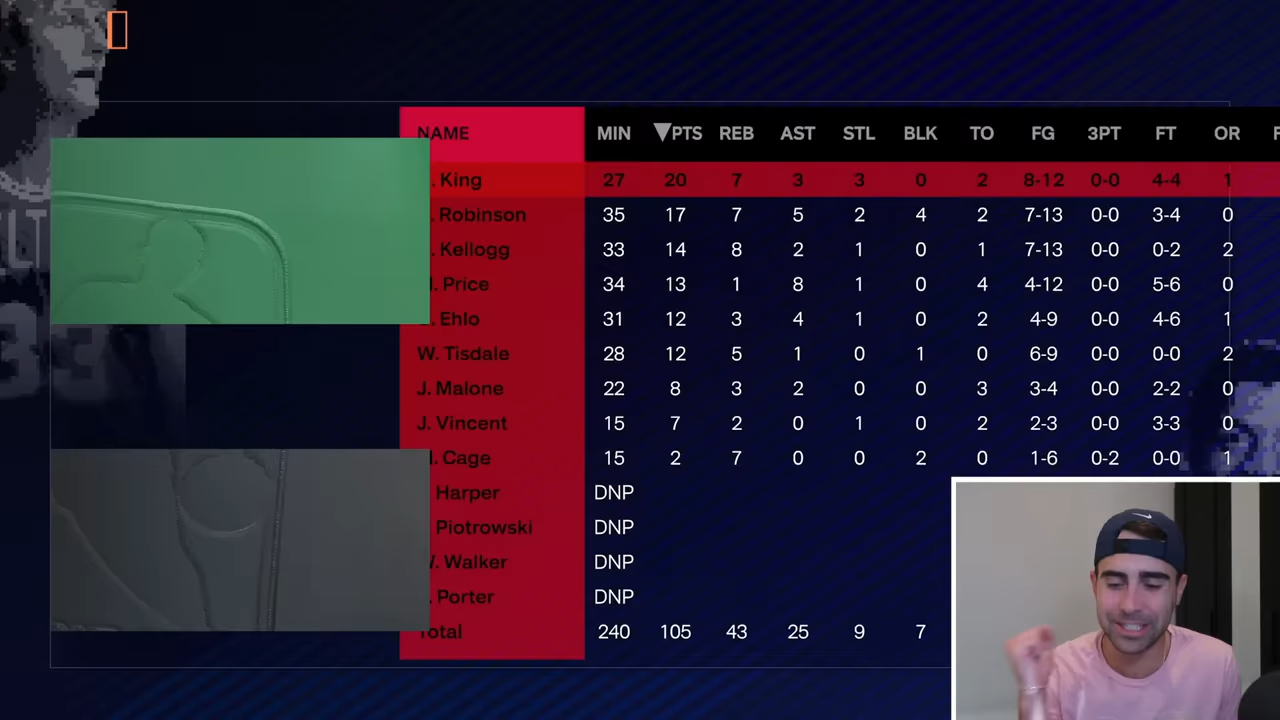 NAME MIN ▼PTS REB AST STL BLK TO FG 3PT FT OR
. King 27 20 7 3 3 0 2 8-12 0-0 4-4 1
. Robinson 35 17 7 5 2 4 2 7-13 0-0 3-4 0
. Kellogg 33 14 8 2 1 0 1 7-13 0-0 0-2 2
. Price 34 13 1 8 1 0 4 4-12 0-0 5-6 0
. Ehlo 31 12 3 4 1 0 2 4-9 0-0 4-6 1
W. Tisdale 28 12 5 1 0 1 0 6-9 0-0 0-0 2
J. Malone 22 8 3 2 0 0 3 3-4 0-0 2-2 0
J. Vincent 15 7 2 0 1 0 2 2-3 0-0 3-3 0
. Cage 15 2 7 0 0 2 0 1-6 0-2 0-0 1
Harper DNP
Piotrowski DNP
. Walker DNP
. Porter DNP
Total 240 105 43 25 9 7
33